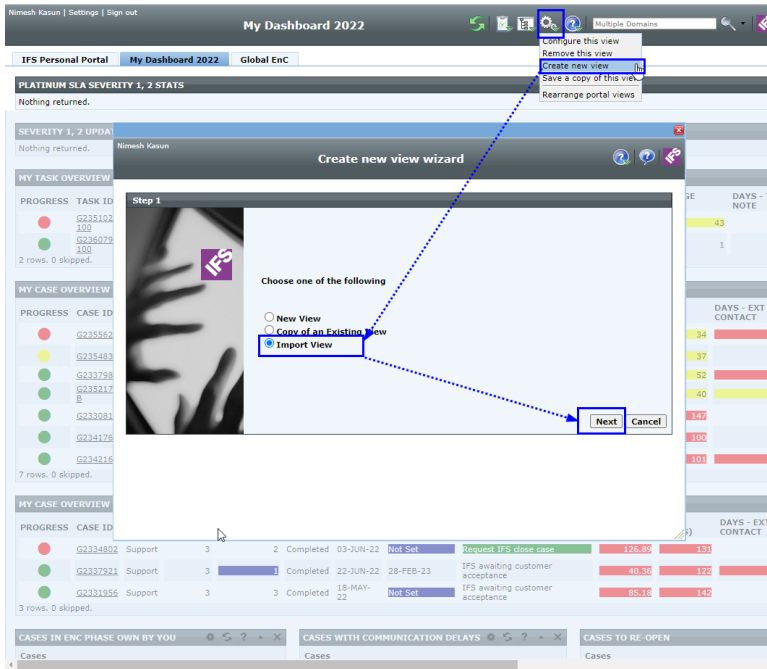 Nimesh Kasun | Settings | Sign out
My Dashboard 2022
Multiple Domains
Configure this view
Remove this view
Create new view
Save a copy of this view
Rearrange portal views
IFS Personal Portal
My Dashboard 2022
Global EnC
PLATINUM SLA SEVERITY 1, 2 STATS
Nothing returned.
SEVERITY 1, 2 UPDA
Nothing returned.
MY TASK OVERVIEW
PROGRESS TASK ID
GE DAYS -
NOTE
G235102
100
43
G236079
100
1
2 rows. 0 skipped.
MY CASE OVERVIEW
PROGRESS CASE ID
DAYS - EXT
CONTACT
G235562 34
G235483 37
G233798 52
G235217
B
40
G233081 147
G234176 100
G234216 101
7 rows. 0 skipped.
Nimesh Kasun
Create new view wizard
IFS
Step 1
IFS
Choose one of the following
New View
Copy of an Existing View
Import View
Next
Cancel
MY CASE OVERVIEW
PROGRESS CASE ID
S)
DAYS - EXT
CONTACT
G2334802 Support 3 2 Completed 03-JUN-22 Not Set Request IFS close case 126.89 131
G2337921 Support 3 1 Completed 22-JUN-22 28-FEB-23 IFS awaiting customer
acceptance
40.36 122
G2331956 Support 3 3 Completed 18-MAY-
22
Not Set IFS awaiting customer
acceptance
85.18 142
3 rows. 0 skipped.
CASES IN ENC PHASE OWN BY YOU
CASES WITH COMMUNICATION DELAYS
CASES TO RE-OPEN
Cases
Cases
Cases